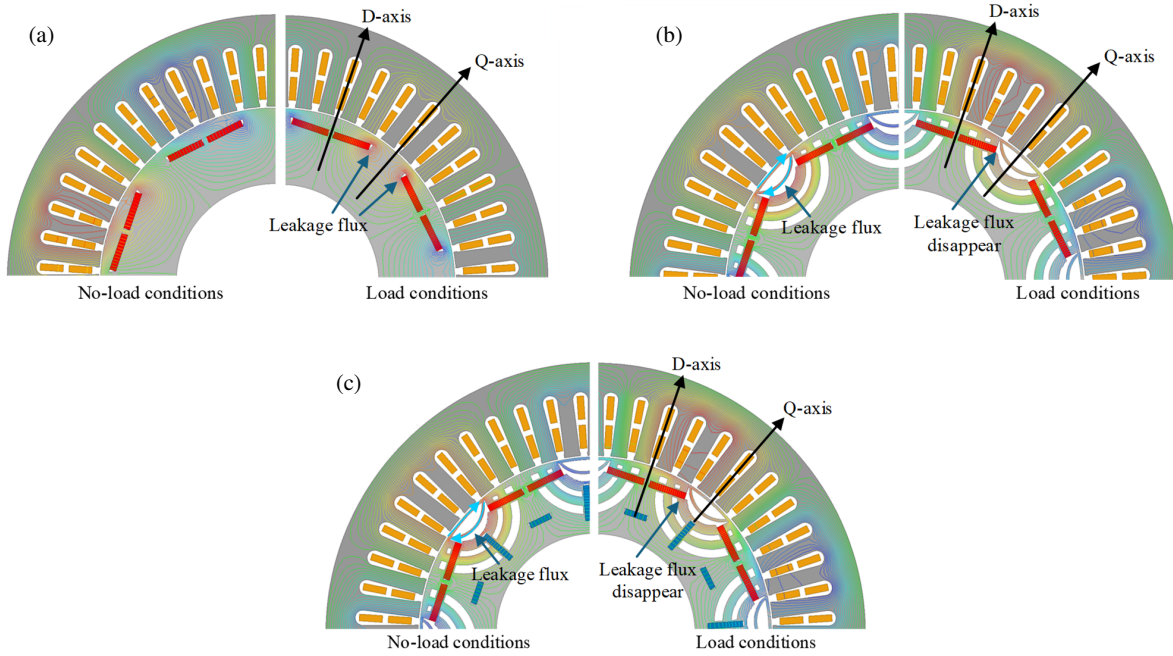 (a)
D-axis
Q-axis
Leakage flux
No-load conditions
Load conditions
(b)
D-axis
Q-axis
Leakage flux
Leakage flux
disappear
No-load conditions
Load conditions
(c)
D-axis
Q-axis
Leakage flux
Leakage flux
disappear
No-load conditions
Load conditions